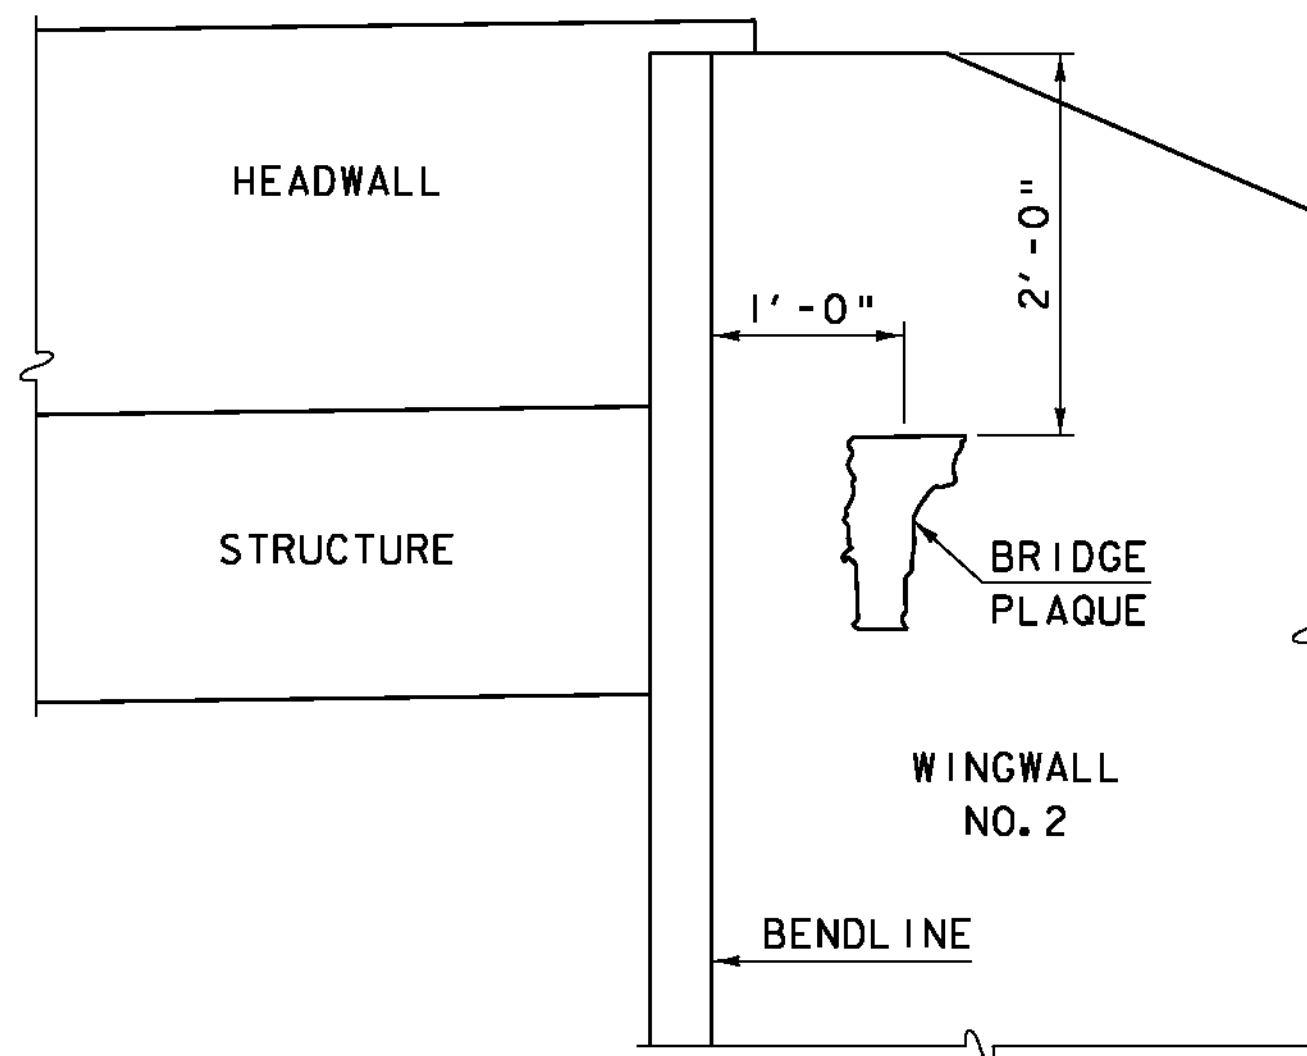 HEADWALL
2'-0"
1'-0"
STRUCTURE
BRIDGE
PLAQUE
WINGWALL
NO. 2
BENDLINE